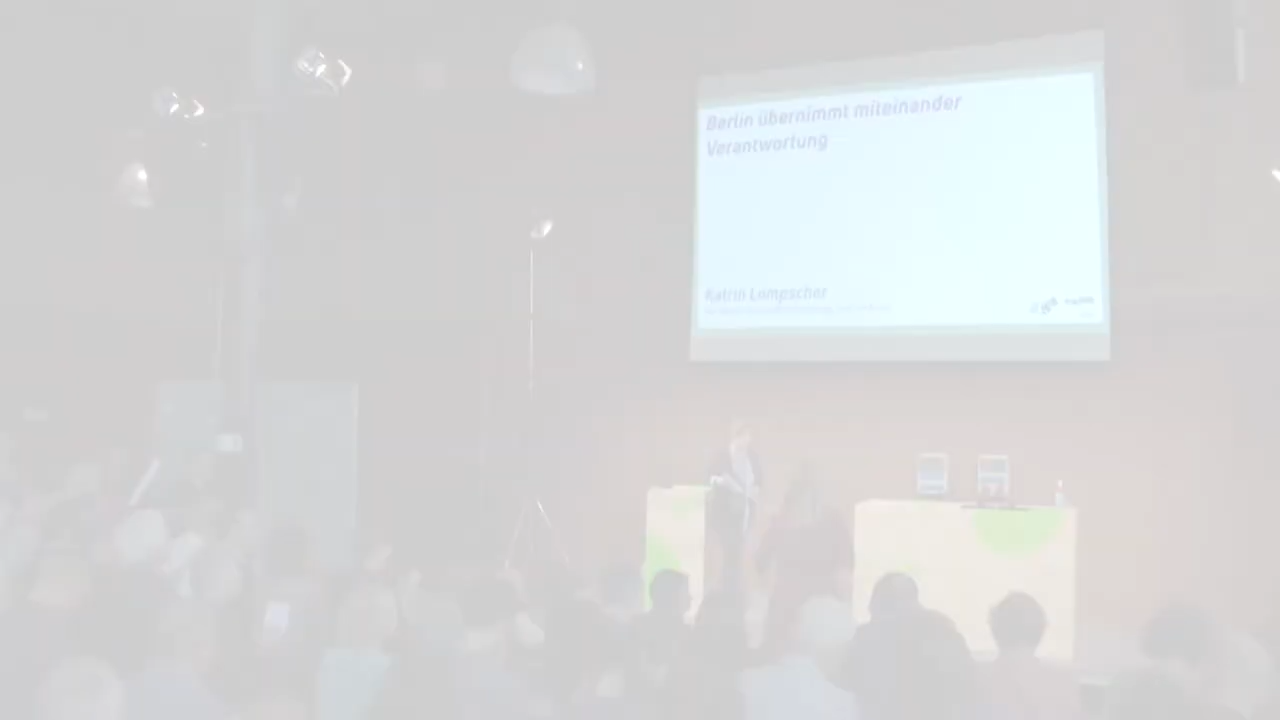 Berlin übernimmt miteinander
Verantwortung
Katrin Lompscher